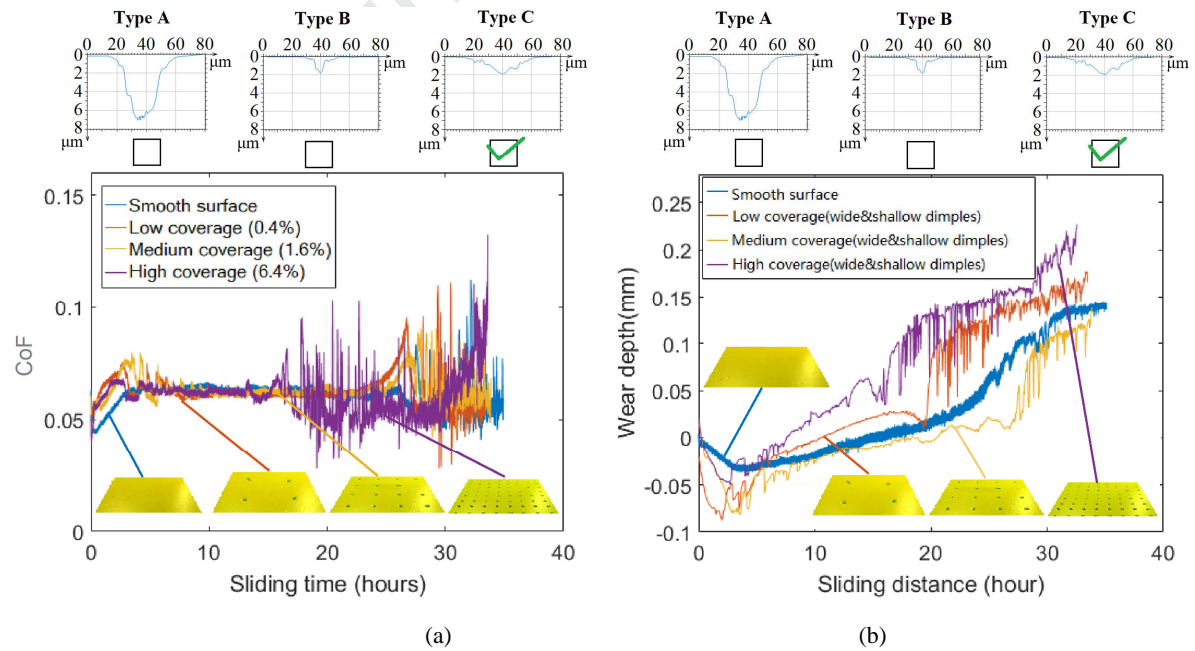 Type A
Type B
Type C
0 20 40 60 80
μm
0 20 40 60 80
μm
0 20 40 60 80
μm
0
2
4
6
8
μm
0
2
4
6
8
0
2
4
6
8
μm
0.15
0.1
0.05
0
CoF
Smooth surface
Low coverage (0.4%)
Medium coverage (1.6%)
High coverage (6.4%)
0 10 20 30 40
Sliding time (hours)
(a)
Type A
Type B
Type C
0 20 40 60 80
μm
0 20 40 60 80
μm
0 20 40 60 80
μm
0
2
4
6
8
μm
0
2
4
6
8
0
2
4
6
8
μm
0.25
0.2
0.15
0.1
0.05
0
-0.05
-0.1
Wear depth(mm)
Smooth surface
Low coverage(wide&shallow dimples)
Medium coverage(wide&shallow dimples)
High coverage(wide&shallow dimples)
0 10 20 30 40
Sliding distance (hour)
(b)